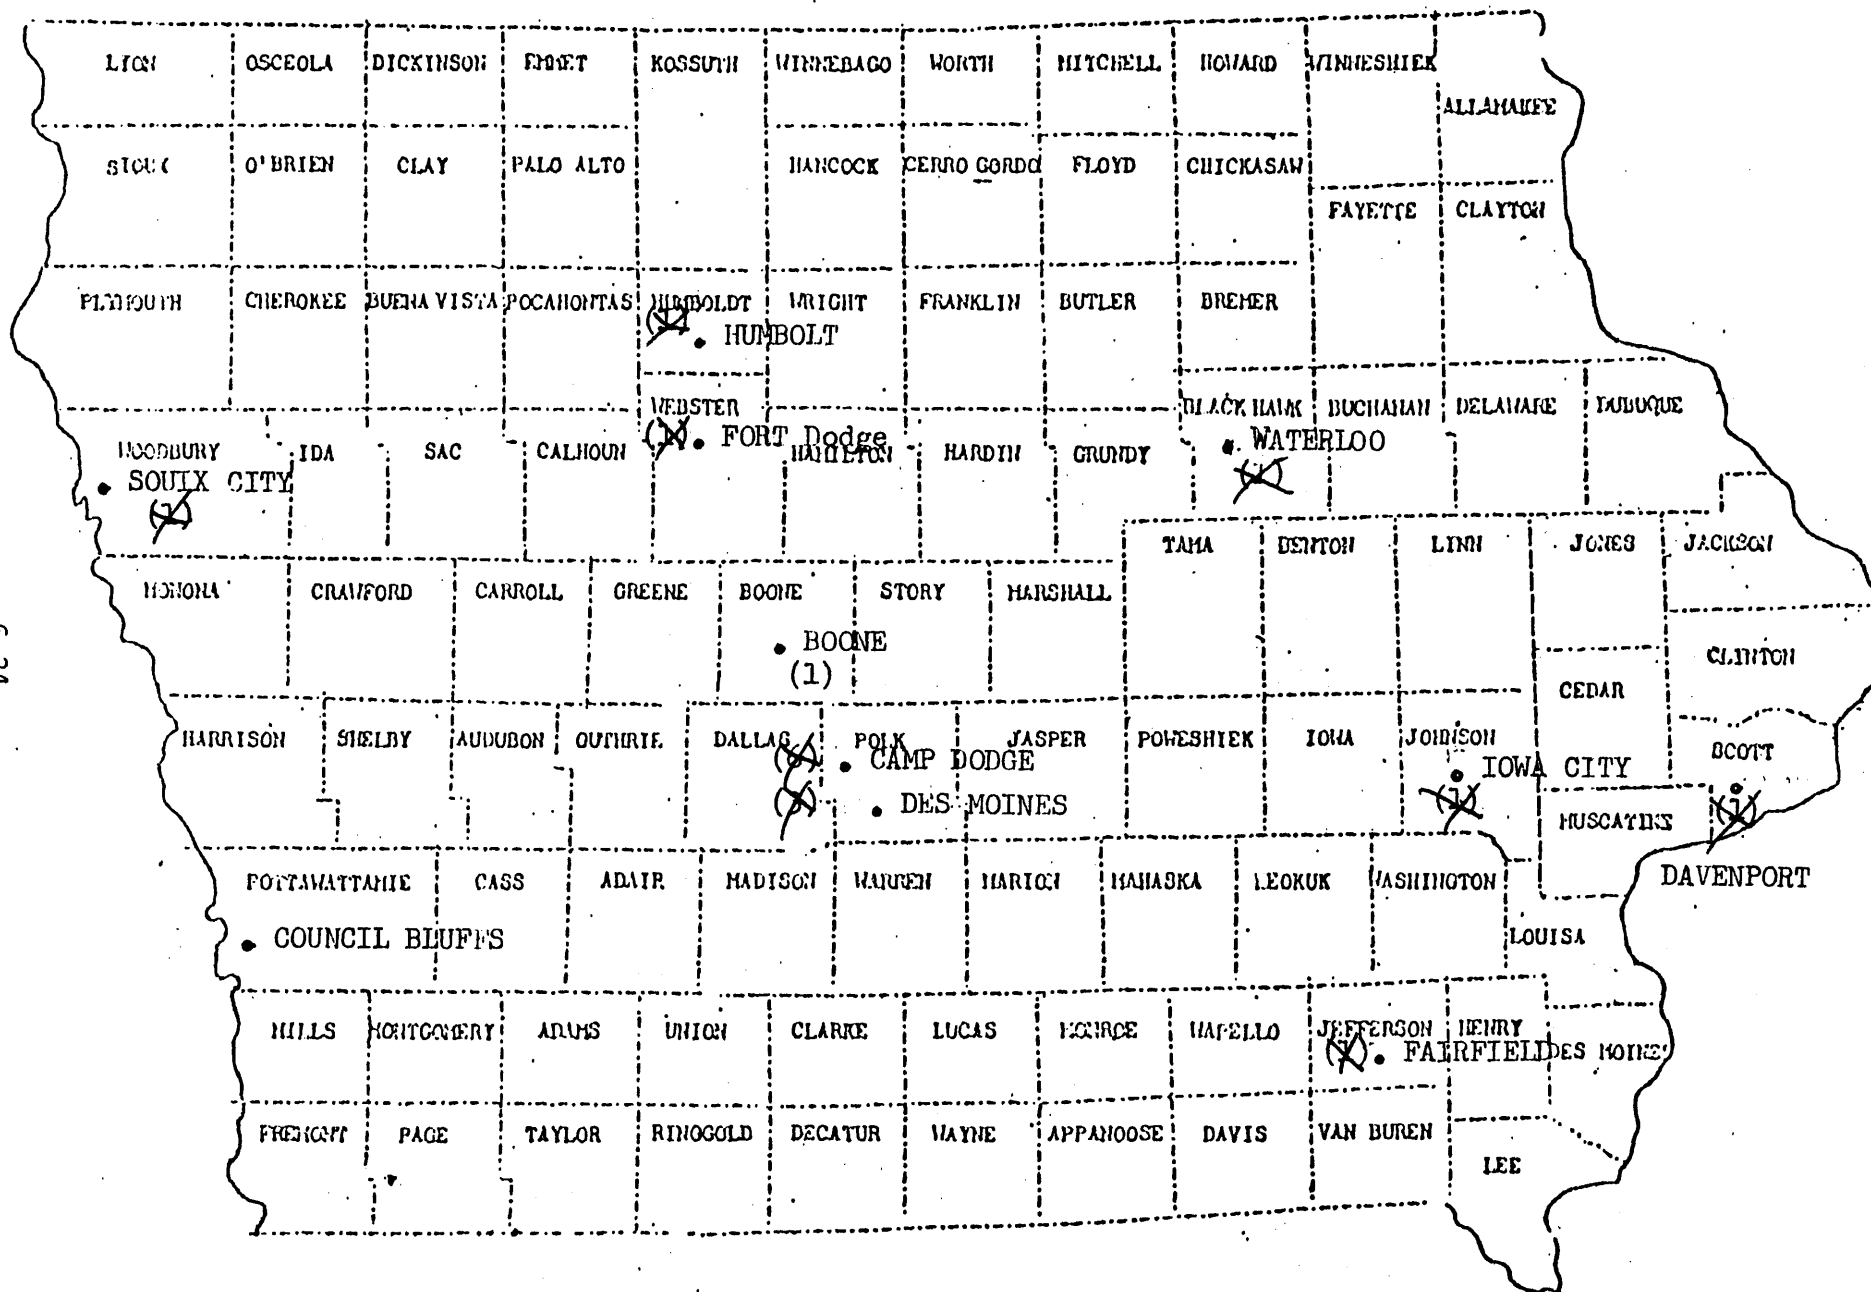 LYON OSCEOLA DICKINSON EMMET KOSSUTH WINNEBAGO WORTH MITCHELL HOWARD WINNESHIEK
ALLAMAKEE
SIOUX O'BRIEN CLAY PALO ALTO HANCOCK CERRO GORDO FLOYD CHICKASAW
FAYETTE CLAYTON
PLYMOUTH CHEROKEE BUENA VISTA POCAHONTAS HUMBOLDT WRIGHT FRANKLIN BUTLER BREMER
• HUMBOLT
WEBSTER BLACK HAWK BUCHANAN DELAWARE DUBUQUE
• FORT Dodge • WATERLOO
WOODBURY IDA SAC CALHOUN HAMILTON HARDIN GRUNDY
• SOUIX CITY
(1)
TAMA BENTON LINN JONES JACKSON
MONONA CRAWFORD CARROLL GREENE BOONE STORY MARSHALL
• BOONE
(1)
CLINTON
CEDAR
HARRISON SHELBY AUDUBON GUTHRIE DALLAS POLK JASPER POWESHIEK IOWA JOHNSON SCOTT
(6) • CAMP DODGE • IOWA CITY
• DES MOINES (1) (1)
MUSCATINE
DAVENPORT
POTTAWATTAMIE CASS ADAIR MADISON WARREN MARION MAHASKA KEOKUK WASHINGTON
• COUNCIL BLUFFS LOUISA
MILLS MONTGOMERY ADAMS UNION CLARKE LUCAS MONROE WAPELLO JEFFERSON HENRY
• FAIRFIELD DES MOINES
FREMONT PAGE TAYLOR RINGGOLD DECATUR WAYNE APPANOOSE DAVIS VAN BUREN
LEE